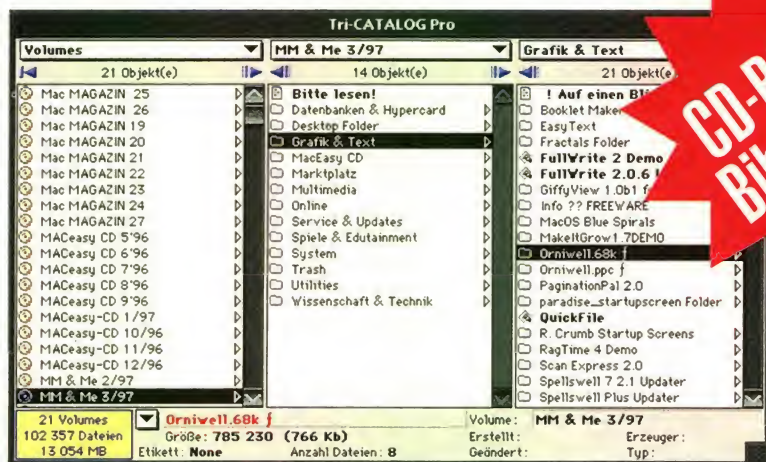 Tri-CATALOG Pro
Volumes
21 Objekt(e)
Mac MAGAZIN 25
Mac MAGAZIN 26
Mac MAGAZIN 19
Mac MAGAZIN 20
Mac MAGAZIN 21
Mac MAGAZIN 22
Mac MAGAZIN 23
Mac MAGAZIN 24
Mac MAGAZIN 27
MACeasy CD 5'96
MACeasy CD 6'96
MACeasy CD 7'96
MACeasy CD 8'96
MACeasy CD 9'96
MACeasy-CD 1/97
MACeasy-CD 10/96
MACeasy-CD 11/96
MACeasy-CD 12/96
MM & Me 2/97
MM & Me 3/97
MM & Me 3/97
14 Objekt(e)
Bitte lesen!
Datenbanken & Hypercard
Desktop Folder
Grafik & Text
MacEasy CD
Marktplatz
Multimedia
Online
Service & Updates
Spiele & Edutainment
System
Trash
Utilities
Wissenschaft & Technik
Grafik & Text
21 Objekt(e
! Auf einen
Booklet Maker
EasyText
Fractals Folder
FullWrite 2 Demo
FullWrite 2.0.6
GiffyView 1.0b1
Info ?? FREEWARE
MacOS Blue Spirals
MakeItGrow1.7DEMO
Orniwell.68k ƒ
Orniwell.ppc ƒ
PaginationPal 2.0
paradise_startupscreen Folder
QuickFile
R. Crumb Startup Screens
RagTime 4 Demo
Scan Express 2.0
Spellswell 7 2.1 Updater
Spellswell Plus Updater
21 Volumes
102 357 Dateien
13 054 MB
Orniwell.68k ƒ
Größe: 785 230 (766 Kb)
Etikett: None
Anzahl Dateien: 8
Volume: MM & Me 3/97
Erstellt:
Erzeuger:
Geändert:
Typ: